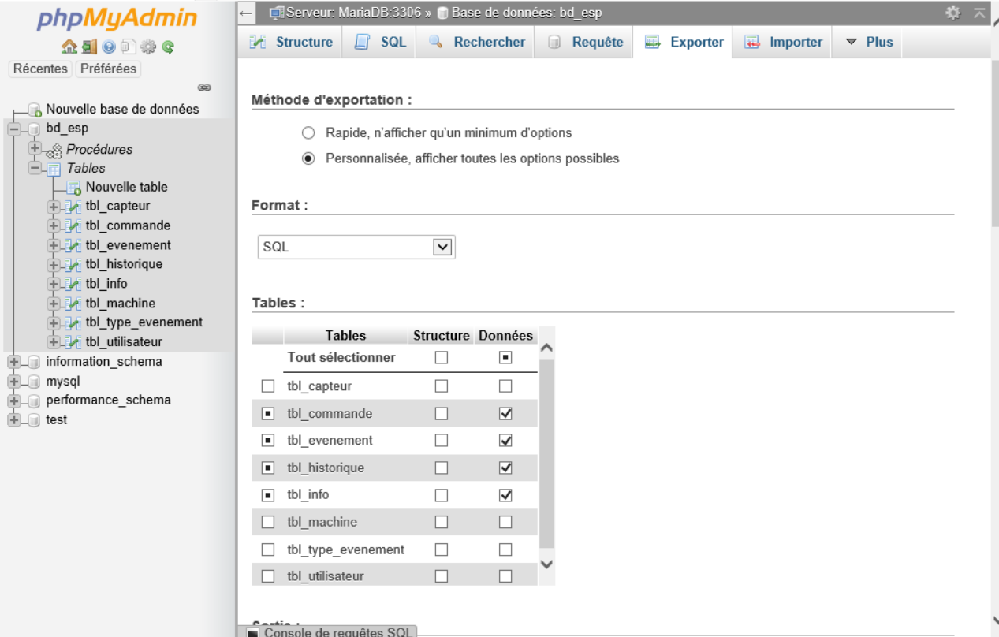 phpMyAdmin
Récentes Préférées
Nouvelle base de données
bd_esp
Procédures
Tables
Nouvelle table
tbl_capteur
tbl_commande
tbl_evenement
tbl_historique
tbl_info
tbl_machine
tbl_type_evenement
tbl_utilisateur
information_schema
mysql
performance_schema
test
Serveur: MariaDB:3306 » Base de données: bd_esp
Structure SQL Rechercher Requête Exporter Importer Plus
Méthode d'exportation :
Rapide, n'afficher qu'un minimum d'options
Personnalisée, afficher toutes les options possibles
Format :
SQL
Tables :
Tables Structure Données
Tout sélectionner
tbl_capteur
tbl_commande
tbl_evenement
tbl_historique
tbl_info
tbl_machine
tbl_type_evenement
tbl_utilisateur
Sortie :
Console de requêtes SQL